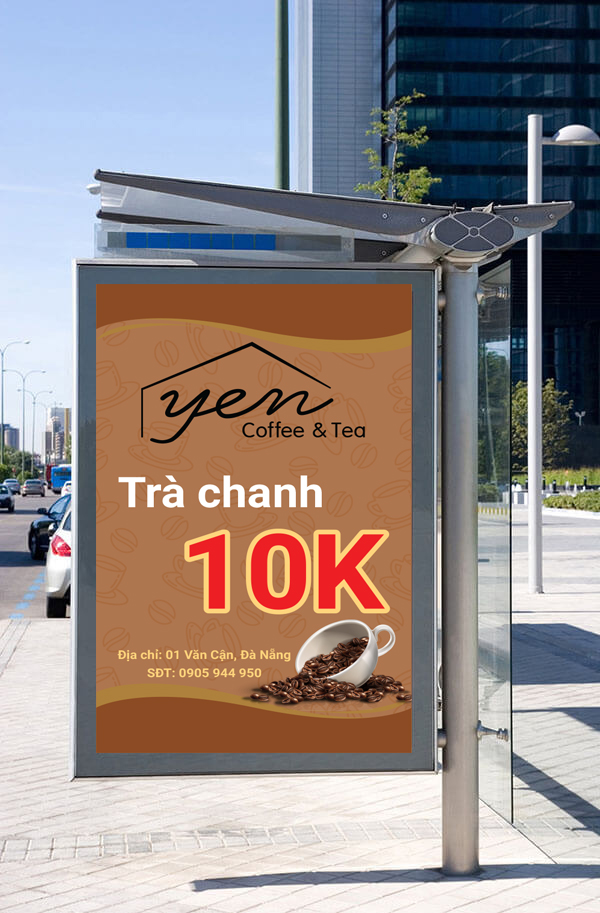 yen
Coffee & Tea
Trà chanh
10K
Địa chỉ: 01 Văn Cận, Đà Nẵng
SĐT: 0905 944 950